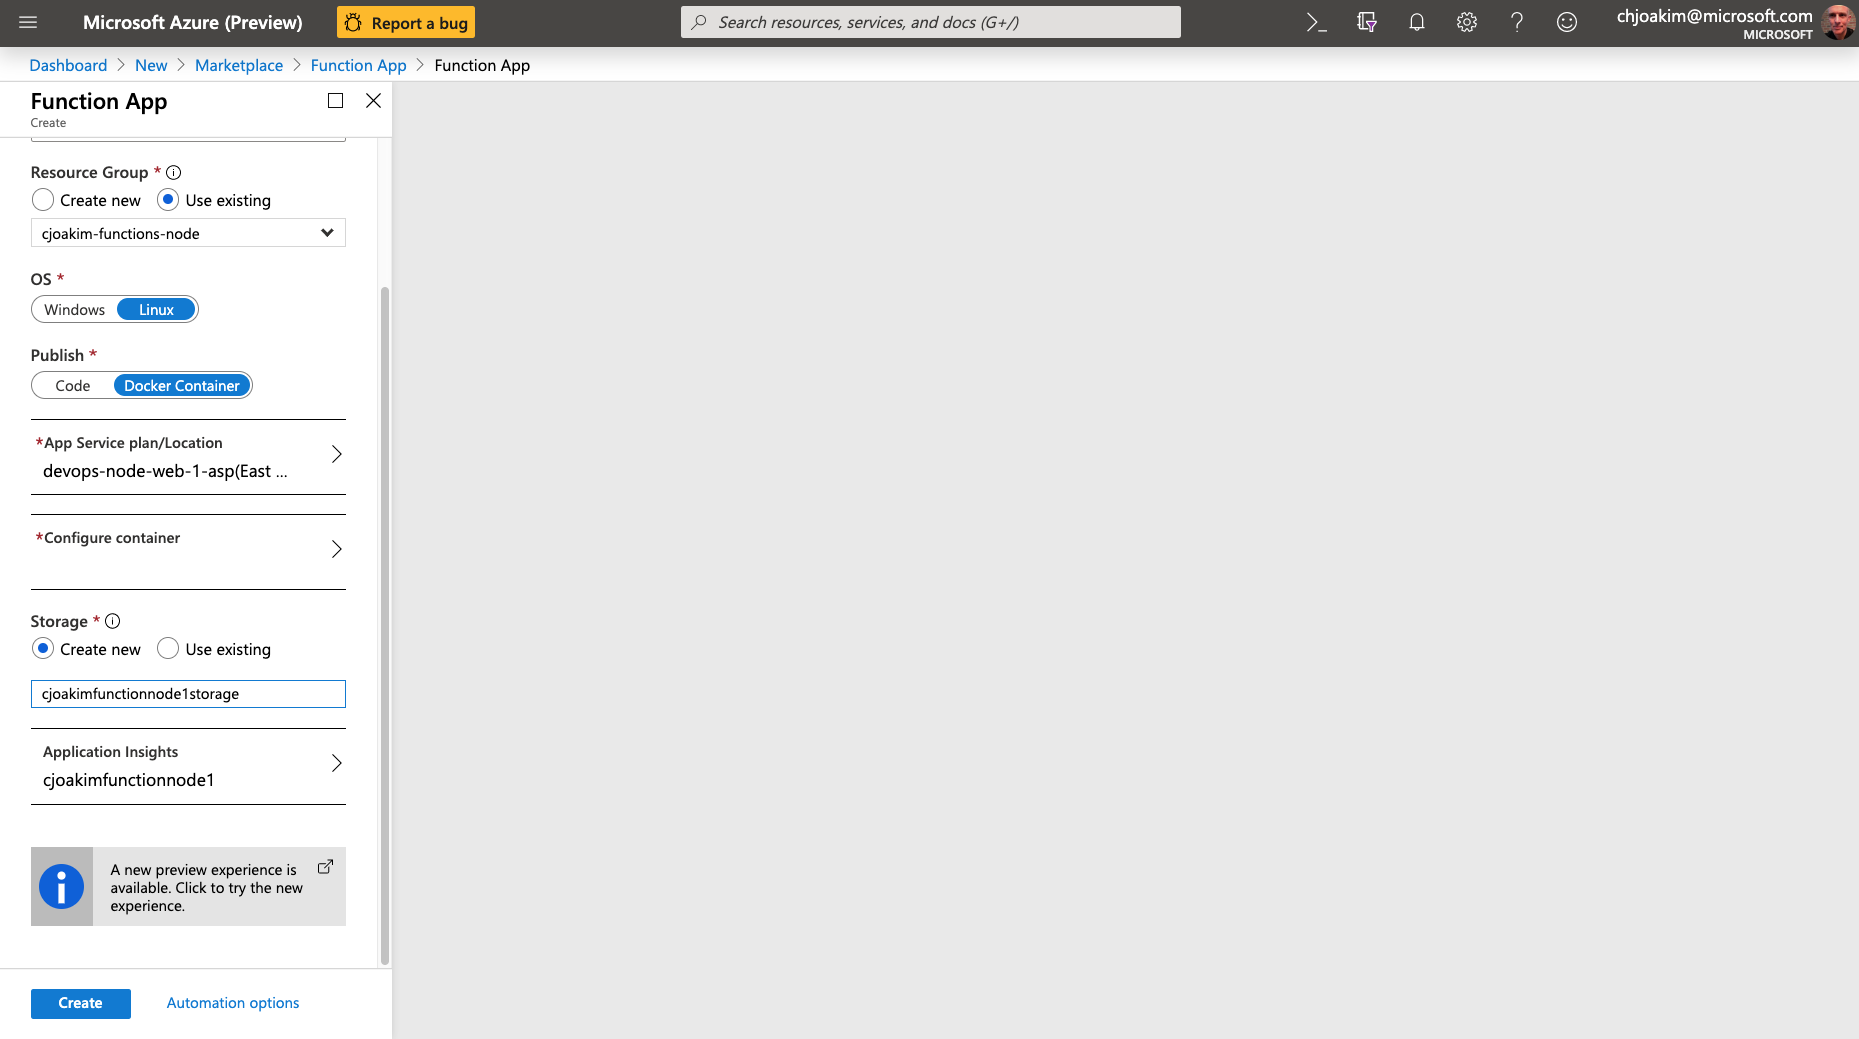 Microsoft Azure (Preview)
Report a bug
Search resources, services, and docs (G+/)
chjoakim@microsoft.com
MICROSOFT
Dashboard > New > Marketplace > Function App > Function App
Function App
Create
Resource Group *
Create new
Use existing
cjoakim-functions-node
OS *
Windows
Linux
Publish *
Code
Docker Container
*App Service plan/Location
devops-node-web-1-asp(East ...
*Configure container
Storage *
Create new
Use existing
cjoakimfunctionnode1storage
Application Insights
cjoakimfunctionnode1
A new preview experience is
available. Click to try the new
experience.
Create
Automation options